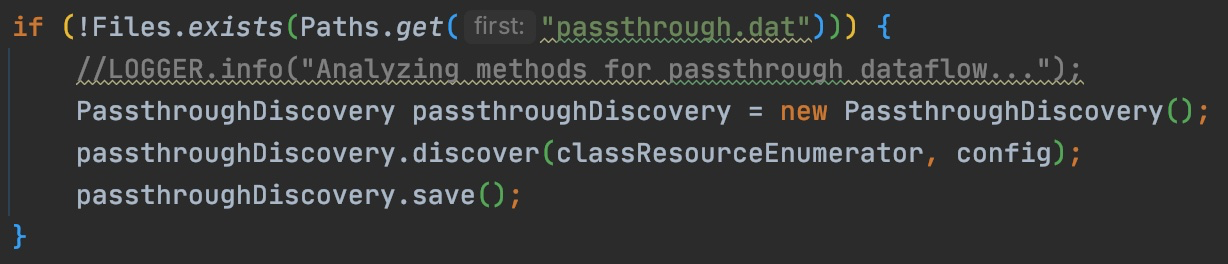 if (!Files.exists(Paths.get( first: "passthrough.dat"))) {
//LOGGER.info("Analyzing methods for passthrough dataflow...");
PassthroughDiscovery passthroughDiscovery = new PassthroughDiscovery();
passthroughDiscovery.discover(classResourceEnumerator, config);
passthroughDiscovery.save();
}